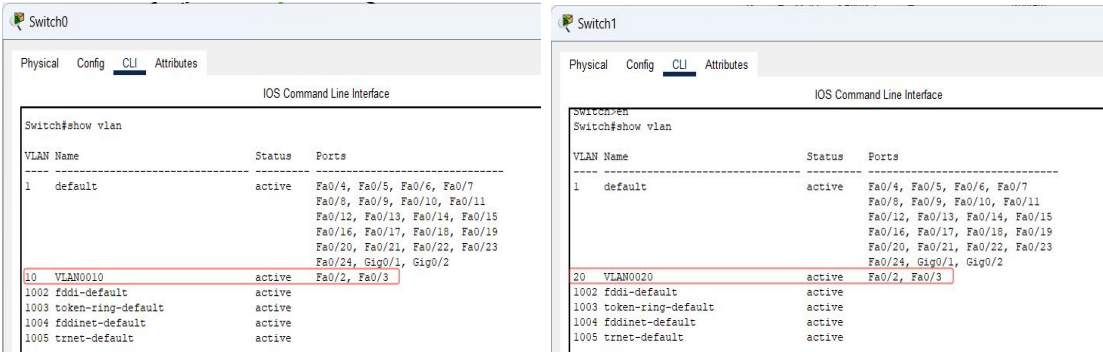 Switch0
Physical Config CLI Attributes
IOS Command Line Interface
Switch#show vlan
VLAN Name Status Ports
---- -------------------------------- --------- -------------------------------
1 default active Fa0/4, Fa0/5, Fa0/6, Fa0/7
Fa0/8, Fa0/9, Fa0/10, Fa0/11
Fa0/12, Fa0/13, Fa0/14, Fa0/15
Fa0/16, Fa0/17, Fa0/18, Fa0/19
Fa0/20, Fa0/21, Fa0/22, Fa0/23
Fa0/24, Gig0/1, Gig0/2
10 VLAN0010 active Fa0/2, Fa0/3
1002 fddi-default active
1003 token-ring-default active
1004 fddinet-default active
1005 trnet-default active
Switch1
Physical Config CLI Attributes
IOS Command Line Interface
Switch>en
Switch#show vlan
VLAN Name Status Ports
---- -------------------------------- --------- -------------------------------
1 default active Fa0/4, Fa0/5, Fa0/6, Fa0/7
Fa0/8, Fa0/9, Fa0/10, Fa0/11
Fa0/12, Fa0/13, Fa0/14, Fa0/15
Fa0/16, Fa0/17, Fa0/18, Fa0/19
Fa0/20, Fa0/21, Fa0/22, Fa0/23
Fa0/24, Gig0/1, Gig0/2
20 VLAN0020 active Fa0/2, Fa0/3
1002 fddi-default active
1003 token-ring-default active
1004 fddinet-default active
1005 trnet-default active